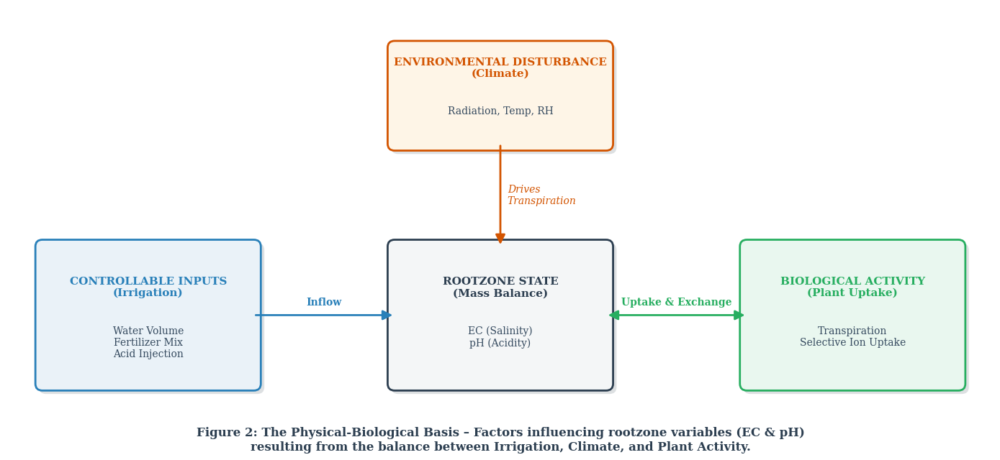 ENVIRONMENTAL DISTURBANCE
(Climate)
Radiation, Temp, RH
Drives
Transpiration
CONTROLLABLE INPUTS
(Irrigation)
Water Volume
Fertilizer Mix
Acid Injection
Inflow
ROOTZONE STATE
(Mass Balance)
EC (Salinity)
pH (Acidity)
Uptake & Exchange
BIOLOGICAL ACTIVITY
(Plant Uptake)
Transpiration
Selective Ion Uptake
Figure 2: The Physical-Biological Basis – Factors influencing rootzone variables (EC & pH)
resulting from the balance between Irrigation, Climate, and Plant Activity.